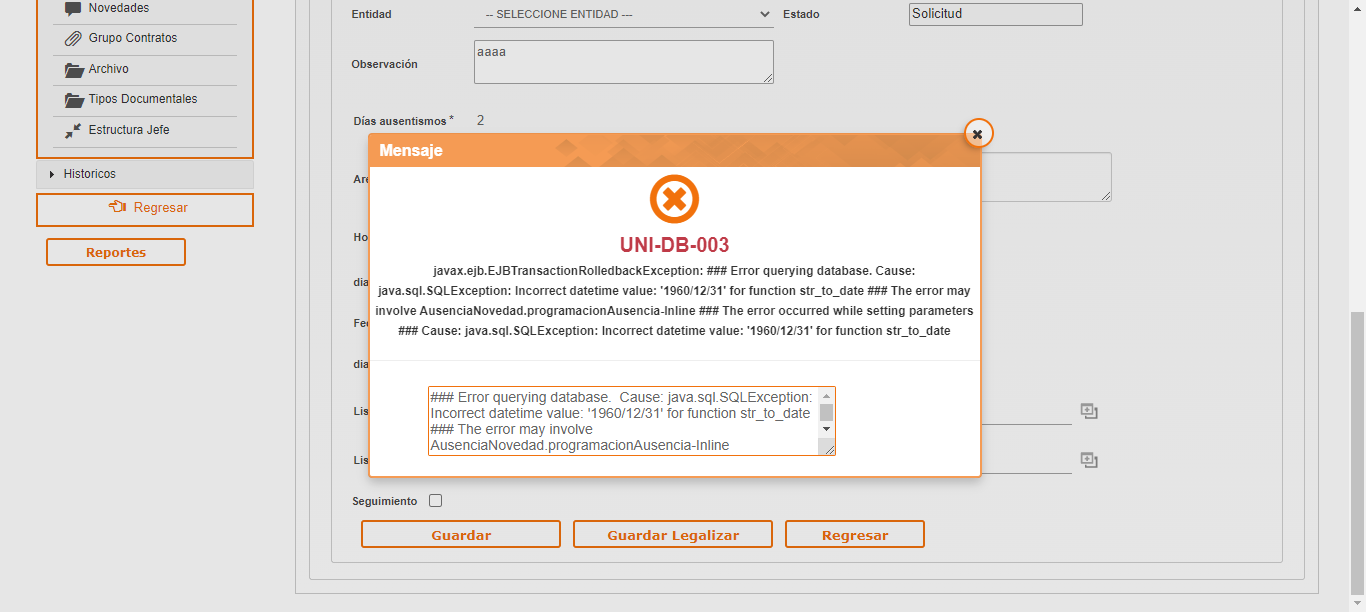 Novedades
Grupo Contratos
Archivo
Tipos Documentales
Estructura Jefe
Historicos
Regresar
Reportes
Entidad
-- SELECCIONE ENTIDAD ---
Estado
Solicitud
Observación
aaaa
Días ausentismos *
2
Mensaje
UNI-DB-003
javax.ejb.EJBTransactionRolledbackException: ### Error querying database. Cause:
java.sql.SQLException: Incorrect datetime value: '1960/12/31' for function str_to_date ### The error may
involve AusenciaNovedad.programacionAusencia-Inline ### The error occurred while setting parameters
### Cause: java.sql.SQLException: Incorrect datetime value: '1960/12/31' for function str_to_date
### Error querying database.  Cause: java.sql.SQLException:
Incorrect datetime value: '1960/12/31' for function str_to_date
### The error may involve
AusenciaNovedad.programacionAusencia-Inline
Are
Ho
dia
Fec
dia
Lis
Lis
Seguimiento
Guardar
Guardar Legalizar
Regresar